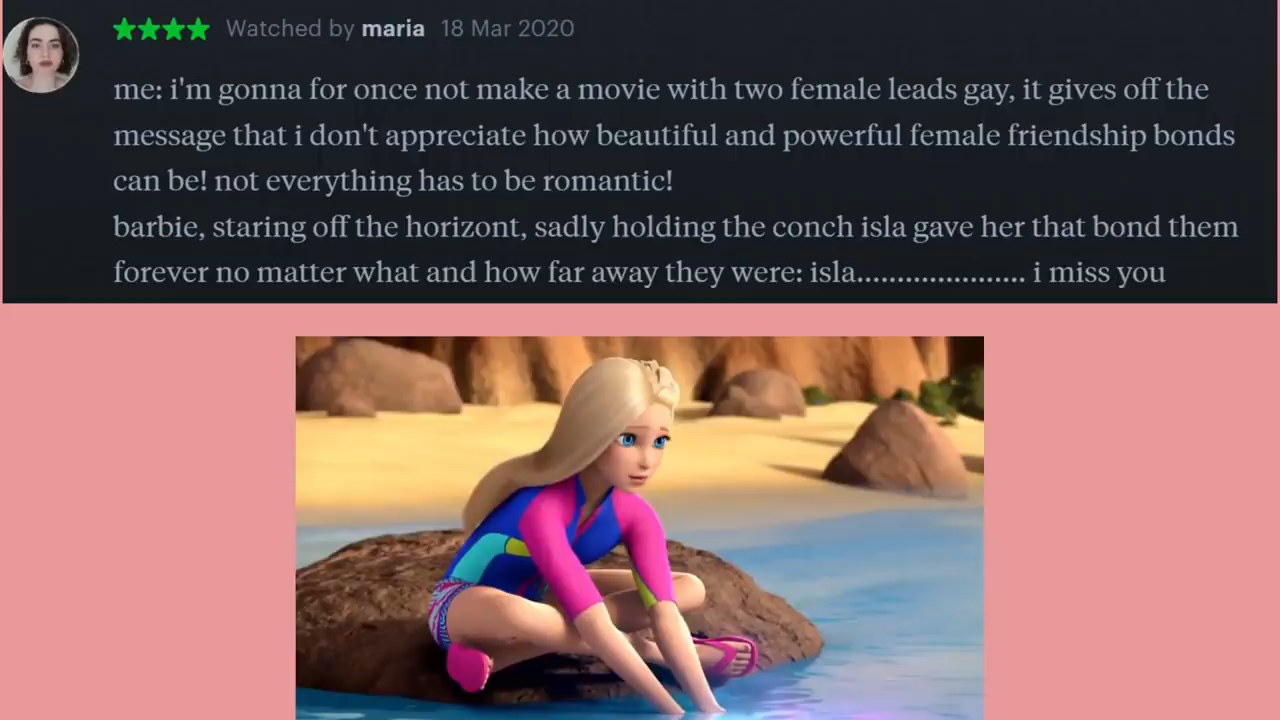 Watched by maria 18 Mar 2020
me: i'm gonna for once not make a movie with two female leads gay, it gives off the
message that i don't appreciate how beautiful and powerful female friendship bonds
can be! not everything has to be romantic!
barbie, staring off the horizont, sadly holding the conch isla gave her that bond them
forever no matter what and how far away they were: isla..................... i miss you